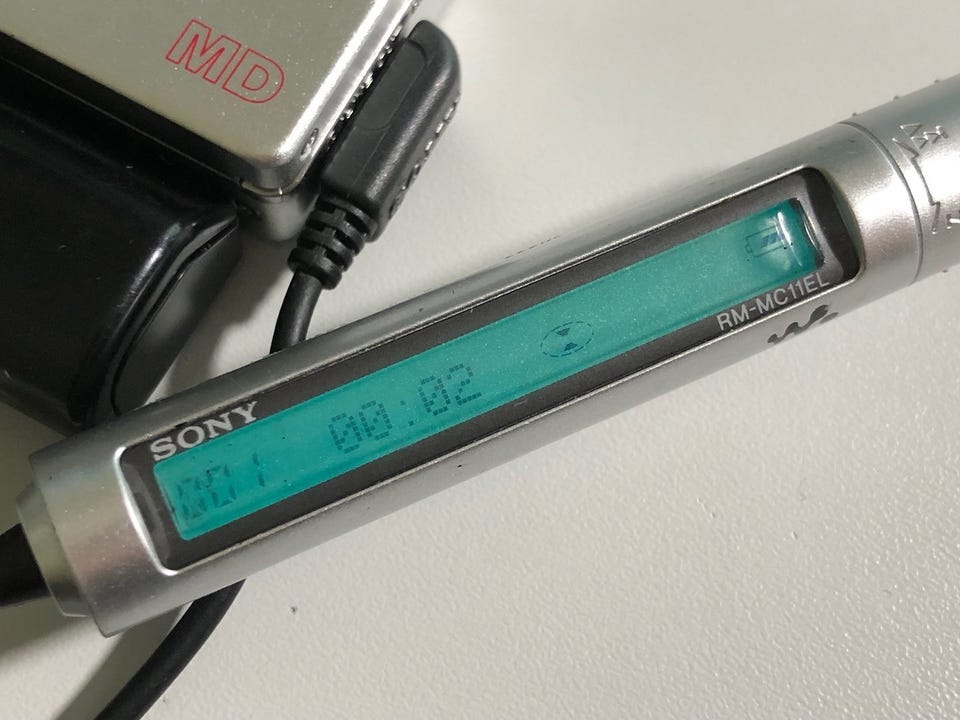 MD
RM-MC11EL
SONY
00:02
001